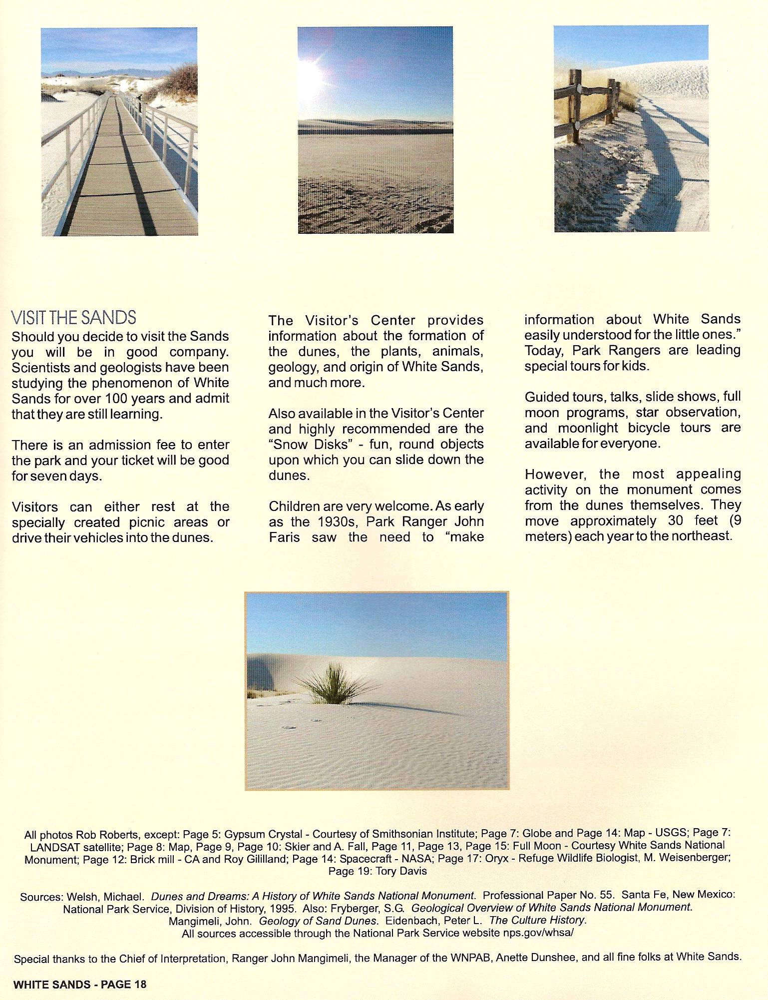 VISIT THE SANDS
Should you decide to visit the Sands
you will be in good company.
Scientists and geologists have been
studying the phenomenon of White
Sands for over 100 years and admit
that they are still learning.
There is an admission fee to enter
the park and your ticket will be good
for seven days.
Visitors can either rest at the
specially created picnic areas or
drive their vehicles into the dunes.
The Visitor's Center provides
information about the formation of
the dunes, the plants, animals,
geology, and origin of White Sands,
and much more.
Also available in the Visitor's Center
and highly recommended are the
“Snow Disks” - fun, round objects
upon which you can slide down the
dunes.
Children are very welcome. As early
as the 1930s, Park Ranger John
Faris saw the need to “make
information about White Sands
easily understood for the little ones.”
Today, Park Rangers are leading
special tours for kids.
Guided tours, talks, slide shows, full
moon programs, star observation,
and moonlight bicycle tours are
available for everyone.
However, the most appealing
activity on the monument comes
from the dunes themselves. They
move approximately 30 feet (9
meters) each year to the northeast.
All photos Rob Roberts, except: Page 5: Gypsum Crystal - Courtesy of Smithsonian Institute; Page 7: Globe and Page 14: Map - USGS; Page 7:
LANDSAT satellite; Page 8: Map, Page 9, Page 10: Skier and A. Fall, Page 11, Page 13, Page 15: Full Moon - Courtesy White Sands National
Monument; Page 12: Brick mill - CA and Roy Gililland; Page 14: Spacecraft - NASA; Page 17: Oryx - Refuge Wildlife Biologist, M. Weisenberger;
Page 19: Tory Davis
Sources: Welsh, Michael. Dunes and Dreams: A History of White Sands National Monument. Professional Paper No. 55. Santa Fe, New Mexico:
National Park Service, Division of History, 1995. Also: Fryberger, S.G. Geological Overview of White Sands National Monument.
Mangimeli, John. Geology of Sand Dunes. Eidenbach, Peter L. The Culture History.
All sources accessible through the National Park Service website nps.gov/whsa/
Special thanks to the Chief of Interpretation, Ranger John Mangimeli, the Manager of the WNPAB, Anette Dunshee, and all fine folks at White Sands.
WHITE SANDS - PAGE 18